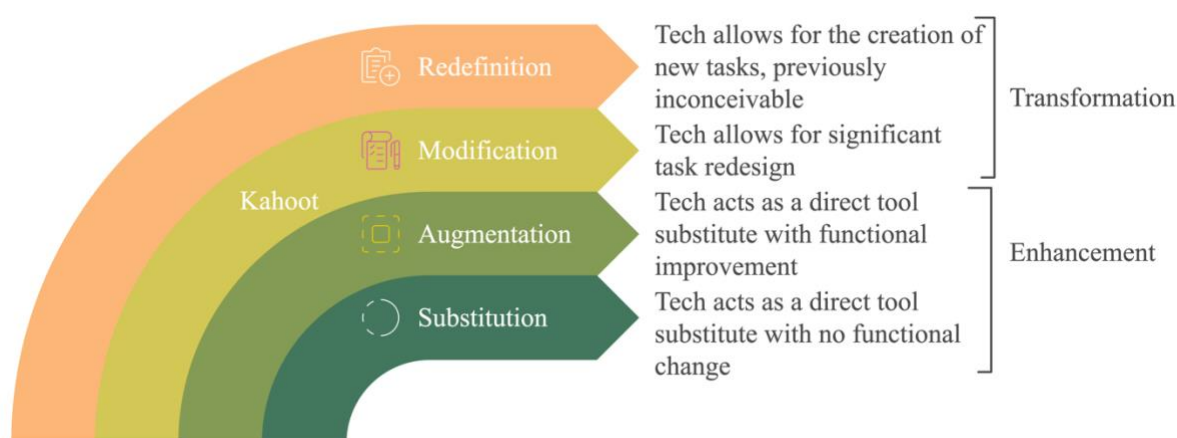 Redefinition
Tech allows for the creation of
new tasks, previously
inconceivable
Transformation
Modification
Tech allows for significant
task redesign
Kahoot
Augmentation
Tech acts as a direct tool
substitute with functional
improvement
Enhancement
Substitution
Tech acts as a direct tool
substitute with no functional
change